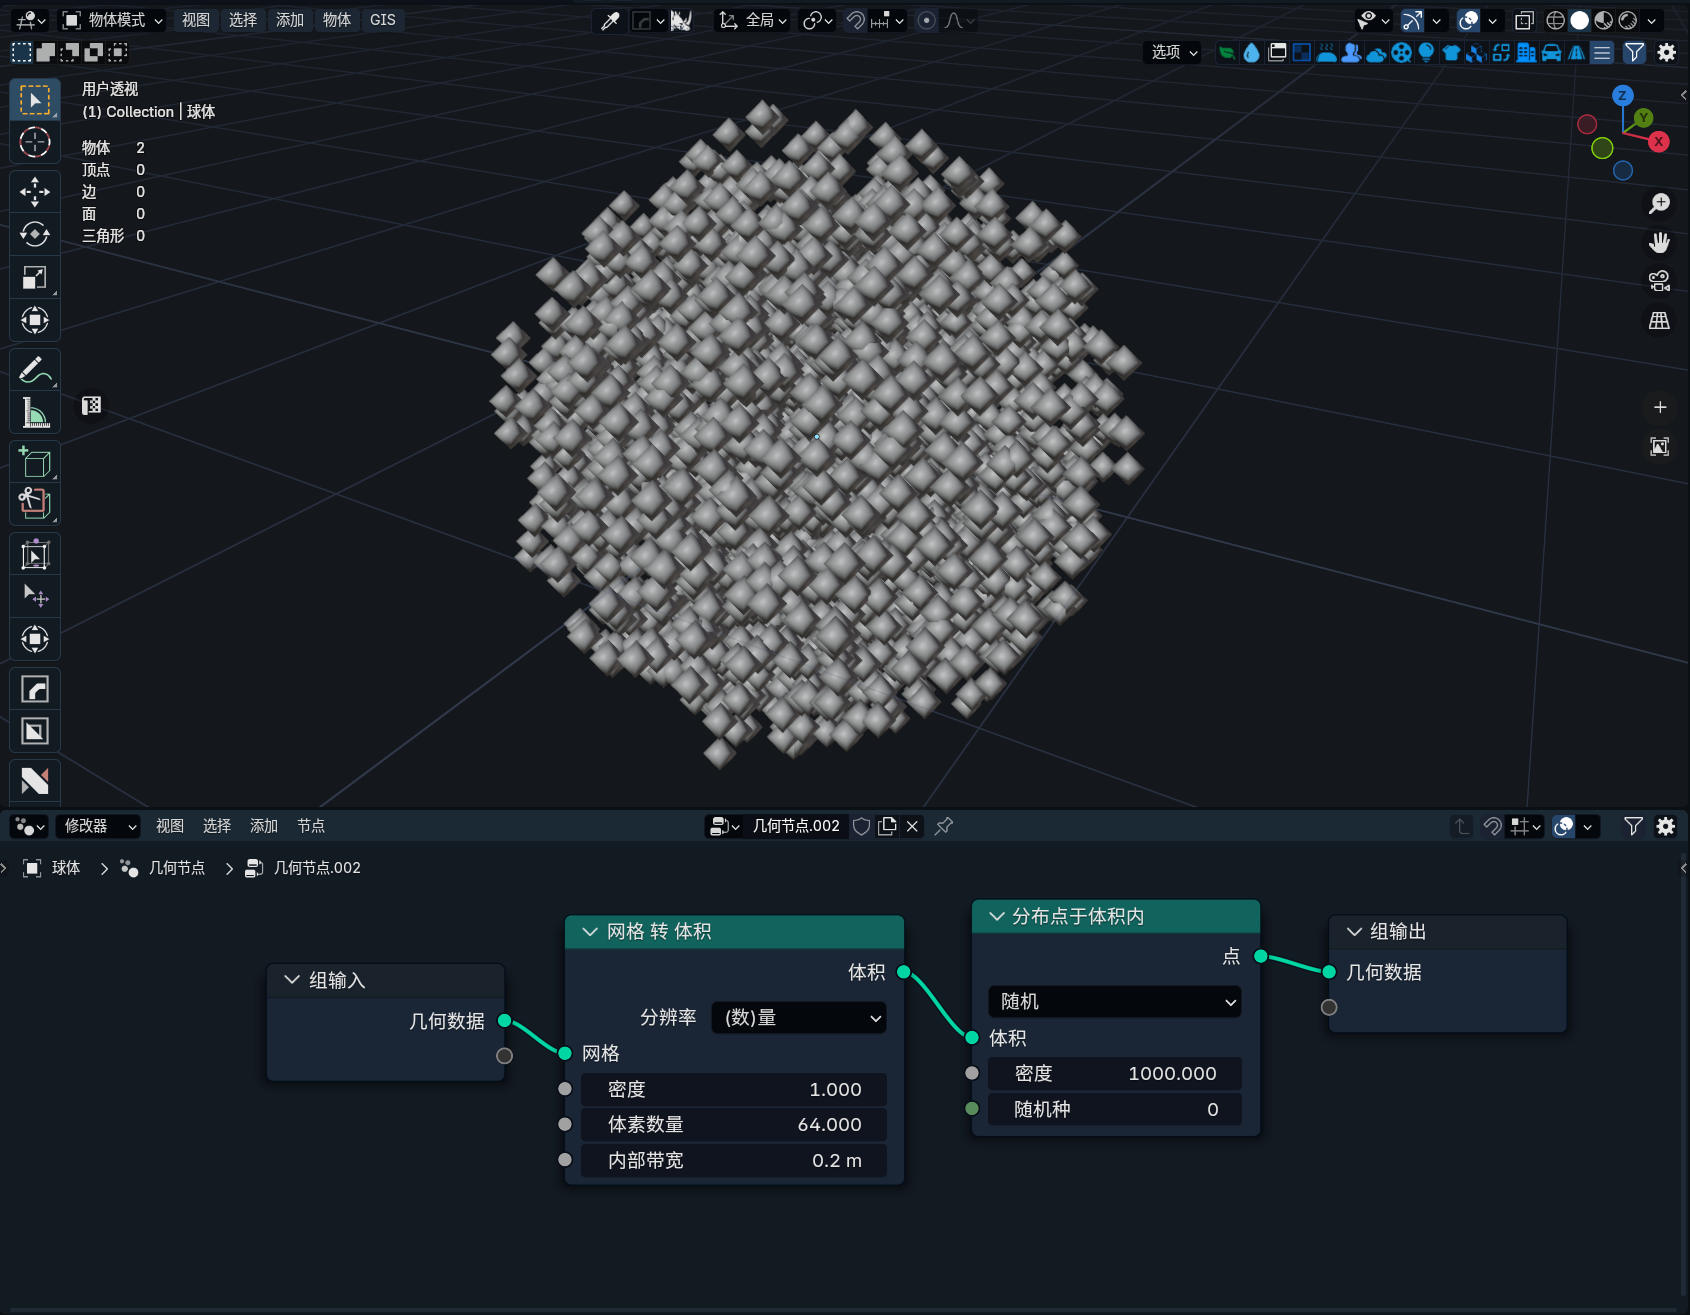 物体模式 视图 选择 添加 物体 GIS 全局
选项
用户透视
(1) Collection | 球体
物体 2
顶点 0
边 0
面 0
三角形 0
Z
Y
X
修改器 视图 选择 添加 节点 几何节点.002
球体 几何节点 几何节点.002
组输入
几何数据
网格 转 体积
体积
分辨率 (数)量
网格
密度 1.000
体素数量 64.000
内部带宽 0.2 m
分布点于体积内
点
随机
体积
密度 1000.000
随机种 0
组输出
几何数据